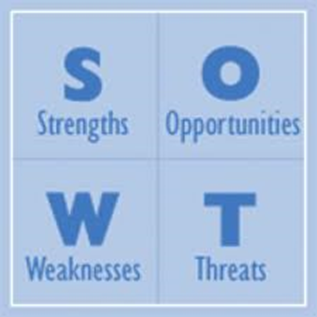 S
Strengths
O
Opportunities
W
Weaknesses
T
Threats